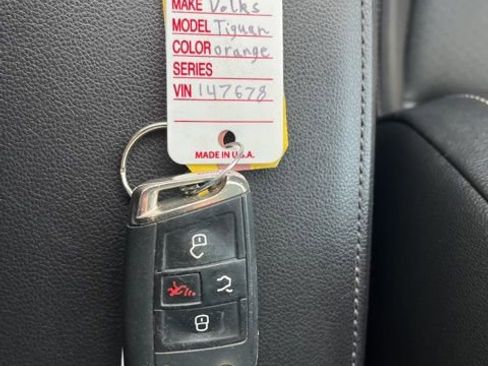 MAKE Volks
MODEL Tiguan
COLOR orange
SERIES
VIN 147678
MADE IN U.S.A.